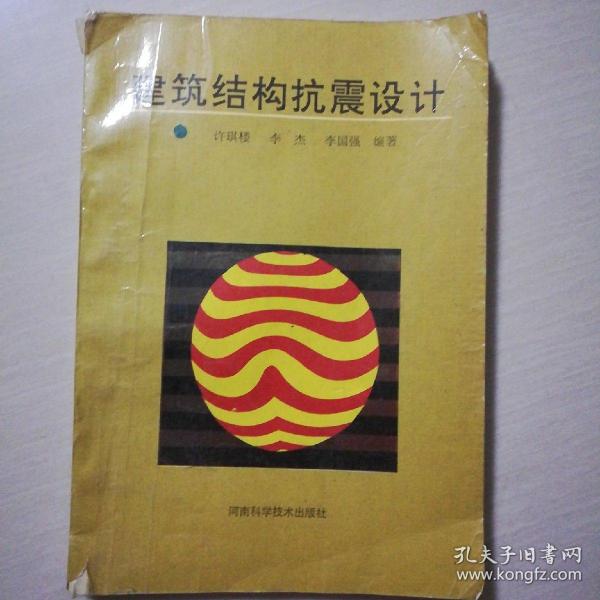 建筑结构抗震设计
许琪楼 李杰 李国强 编著
河南科学技术出版社
孔夫子旧书网
www.kongfz.com